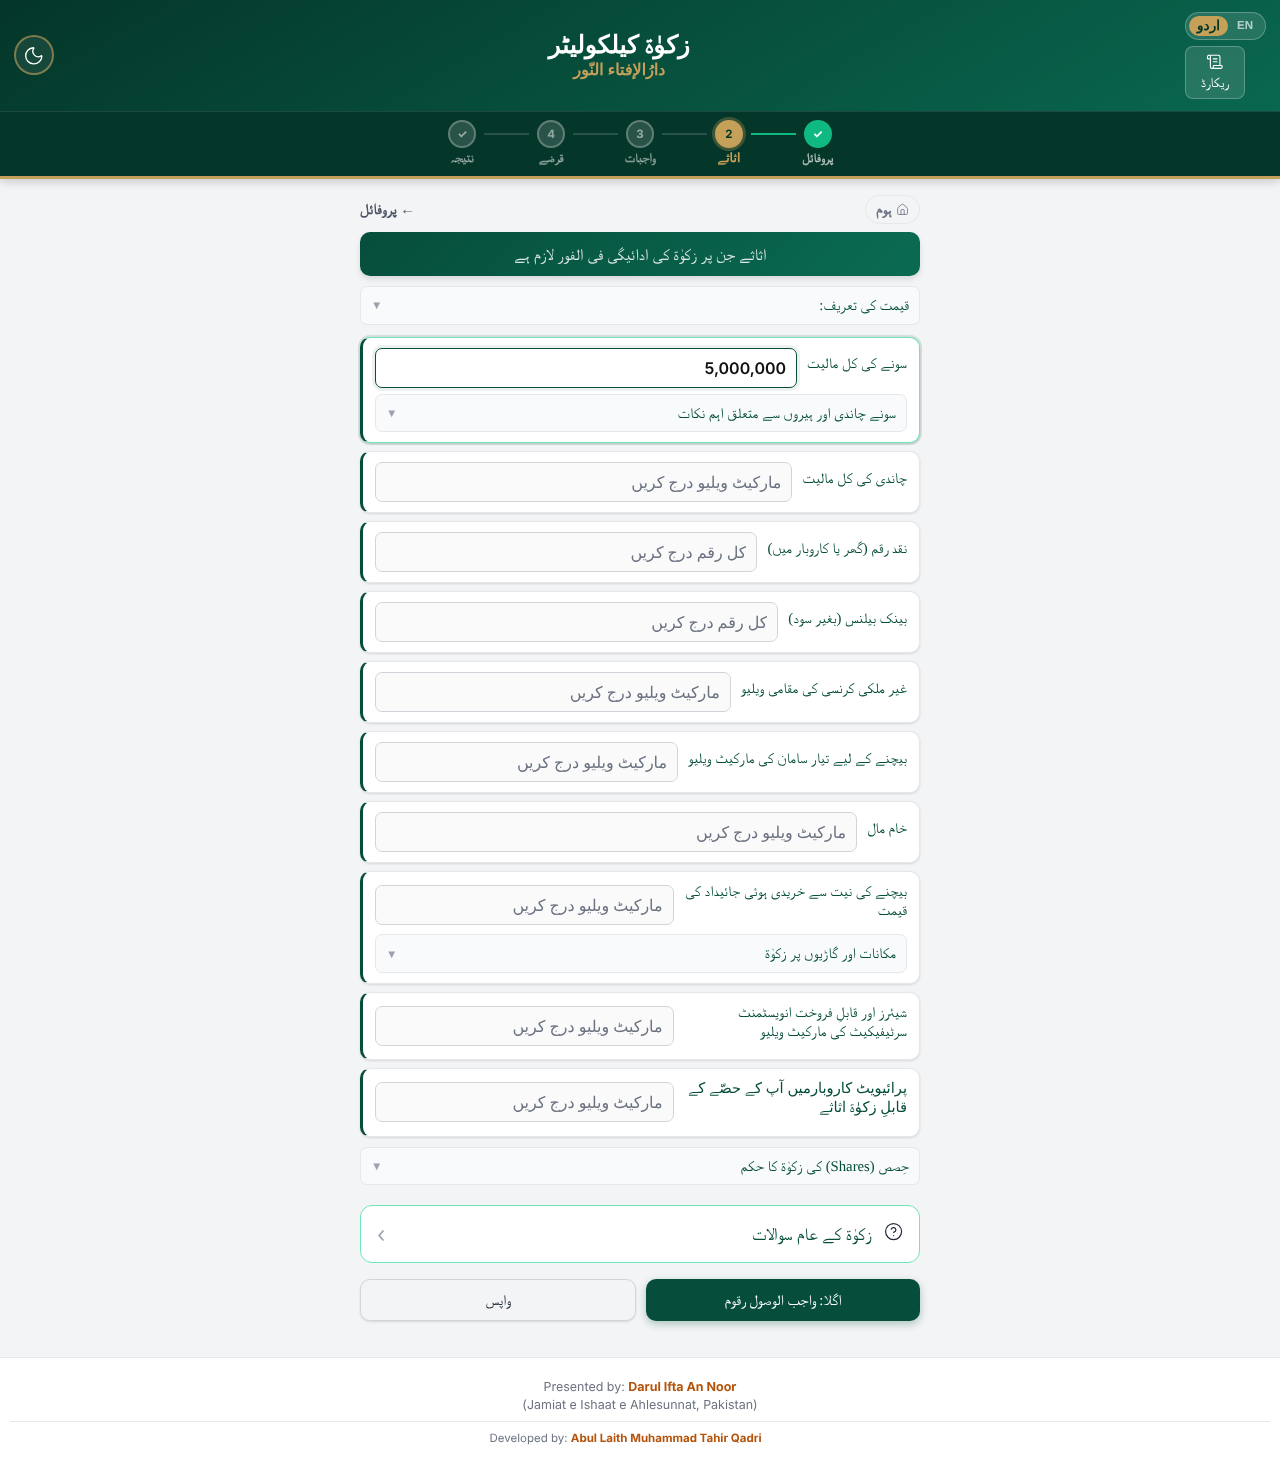 زکوٰۃ کیلکولیٹر
دارُالإفتاء النّور
اردو
EN
ریکارڈ
پروفائل
2
اثاثے
3
واجبات
4
قرضے
نتیجہ
ہوم
← پروفائل
اثاثے جن پر زکوٰۃ کی ادائیگی فی الفور لازم ہے
قیمت کی تعریف:
سونے کی کل مالیت
5,000,000
سونے چاندی اور ہیروں سے متعلق اہم نکات
چاندی کی کل مالیت
مارکیٹ ویلیو درج کریں
نقد رقم (گھر یا کاروبار میں)
کل رقم درج کریں
بینک بیلنس (بغیر سود)
کل رقم درج کریں
غیر ملکی کرنسی کی مقامی ویلیو
مارکیٹ ویلیو درج کریں
بیچنے کے لیے تیار سامان کی مارکیٹ ویلیو
مارکیٹ ویلیو درج کریں
خام مال
مارکیٹ ویلیو درج کریں
بیچنے کی نیت سے خریدی ہوئی جائیداد کی
قیمت
مارکیٹ ویلیو درج کریں
مکانات اور گاڑیوں پر زکوٰۃ
شیئرز اور قابلِ فروخت انویسٹمنٹ
سرٹیفیکیٹ کی مارکیٹ ویلیو
مارکیٹ ویلیو درج کریں
پرائیویٹ کاروبارمیں آپ کے حصّے کے
قابلِ زکوٰۃ اثاثے
مارکیٹ ویلیو درج کریں
حِصص (Shares) کی زکوٰۃ کا حکم
زکوٰۃ کے عام سوالات
اگلا: واجب الوصول رقوم
واپس
Presented by: Darul Ifta An Noor
(Jamiat e Ishaat e Ahlesunnat, Pakistan)
Developed by: Abul Laith Muhammad Tahir Qadri